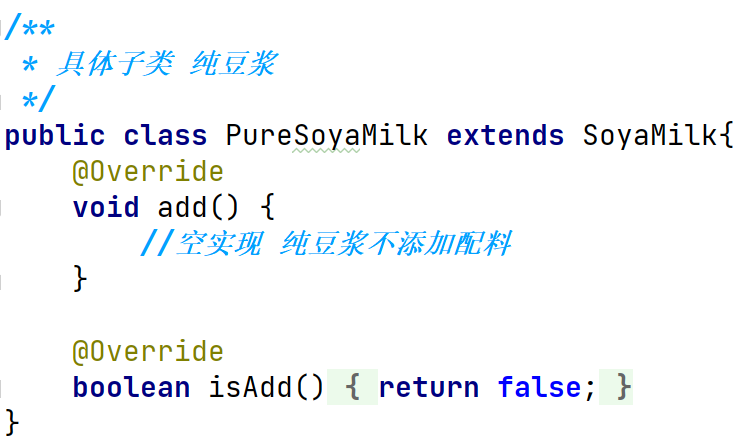 /**
 * 具体子类 纯豆浆
 */
public class PureSoyaMilk extends SoyaMilk{
    @Override
    void add() {
        //空实现 纯豆浆不添加配料
    }

    @Override
    boolean isAdd() { return false; }
}